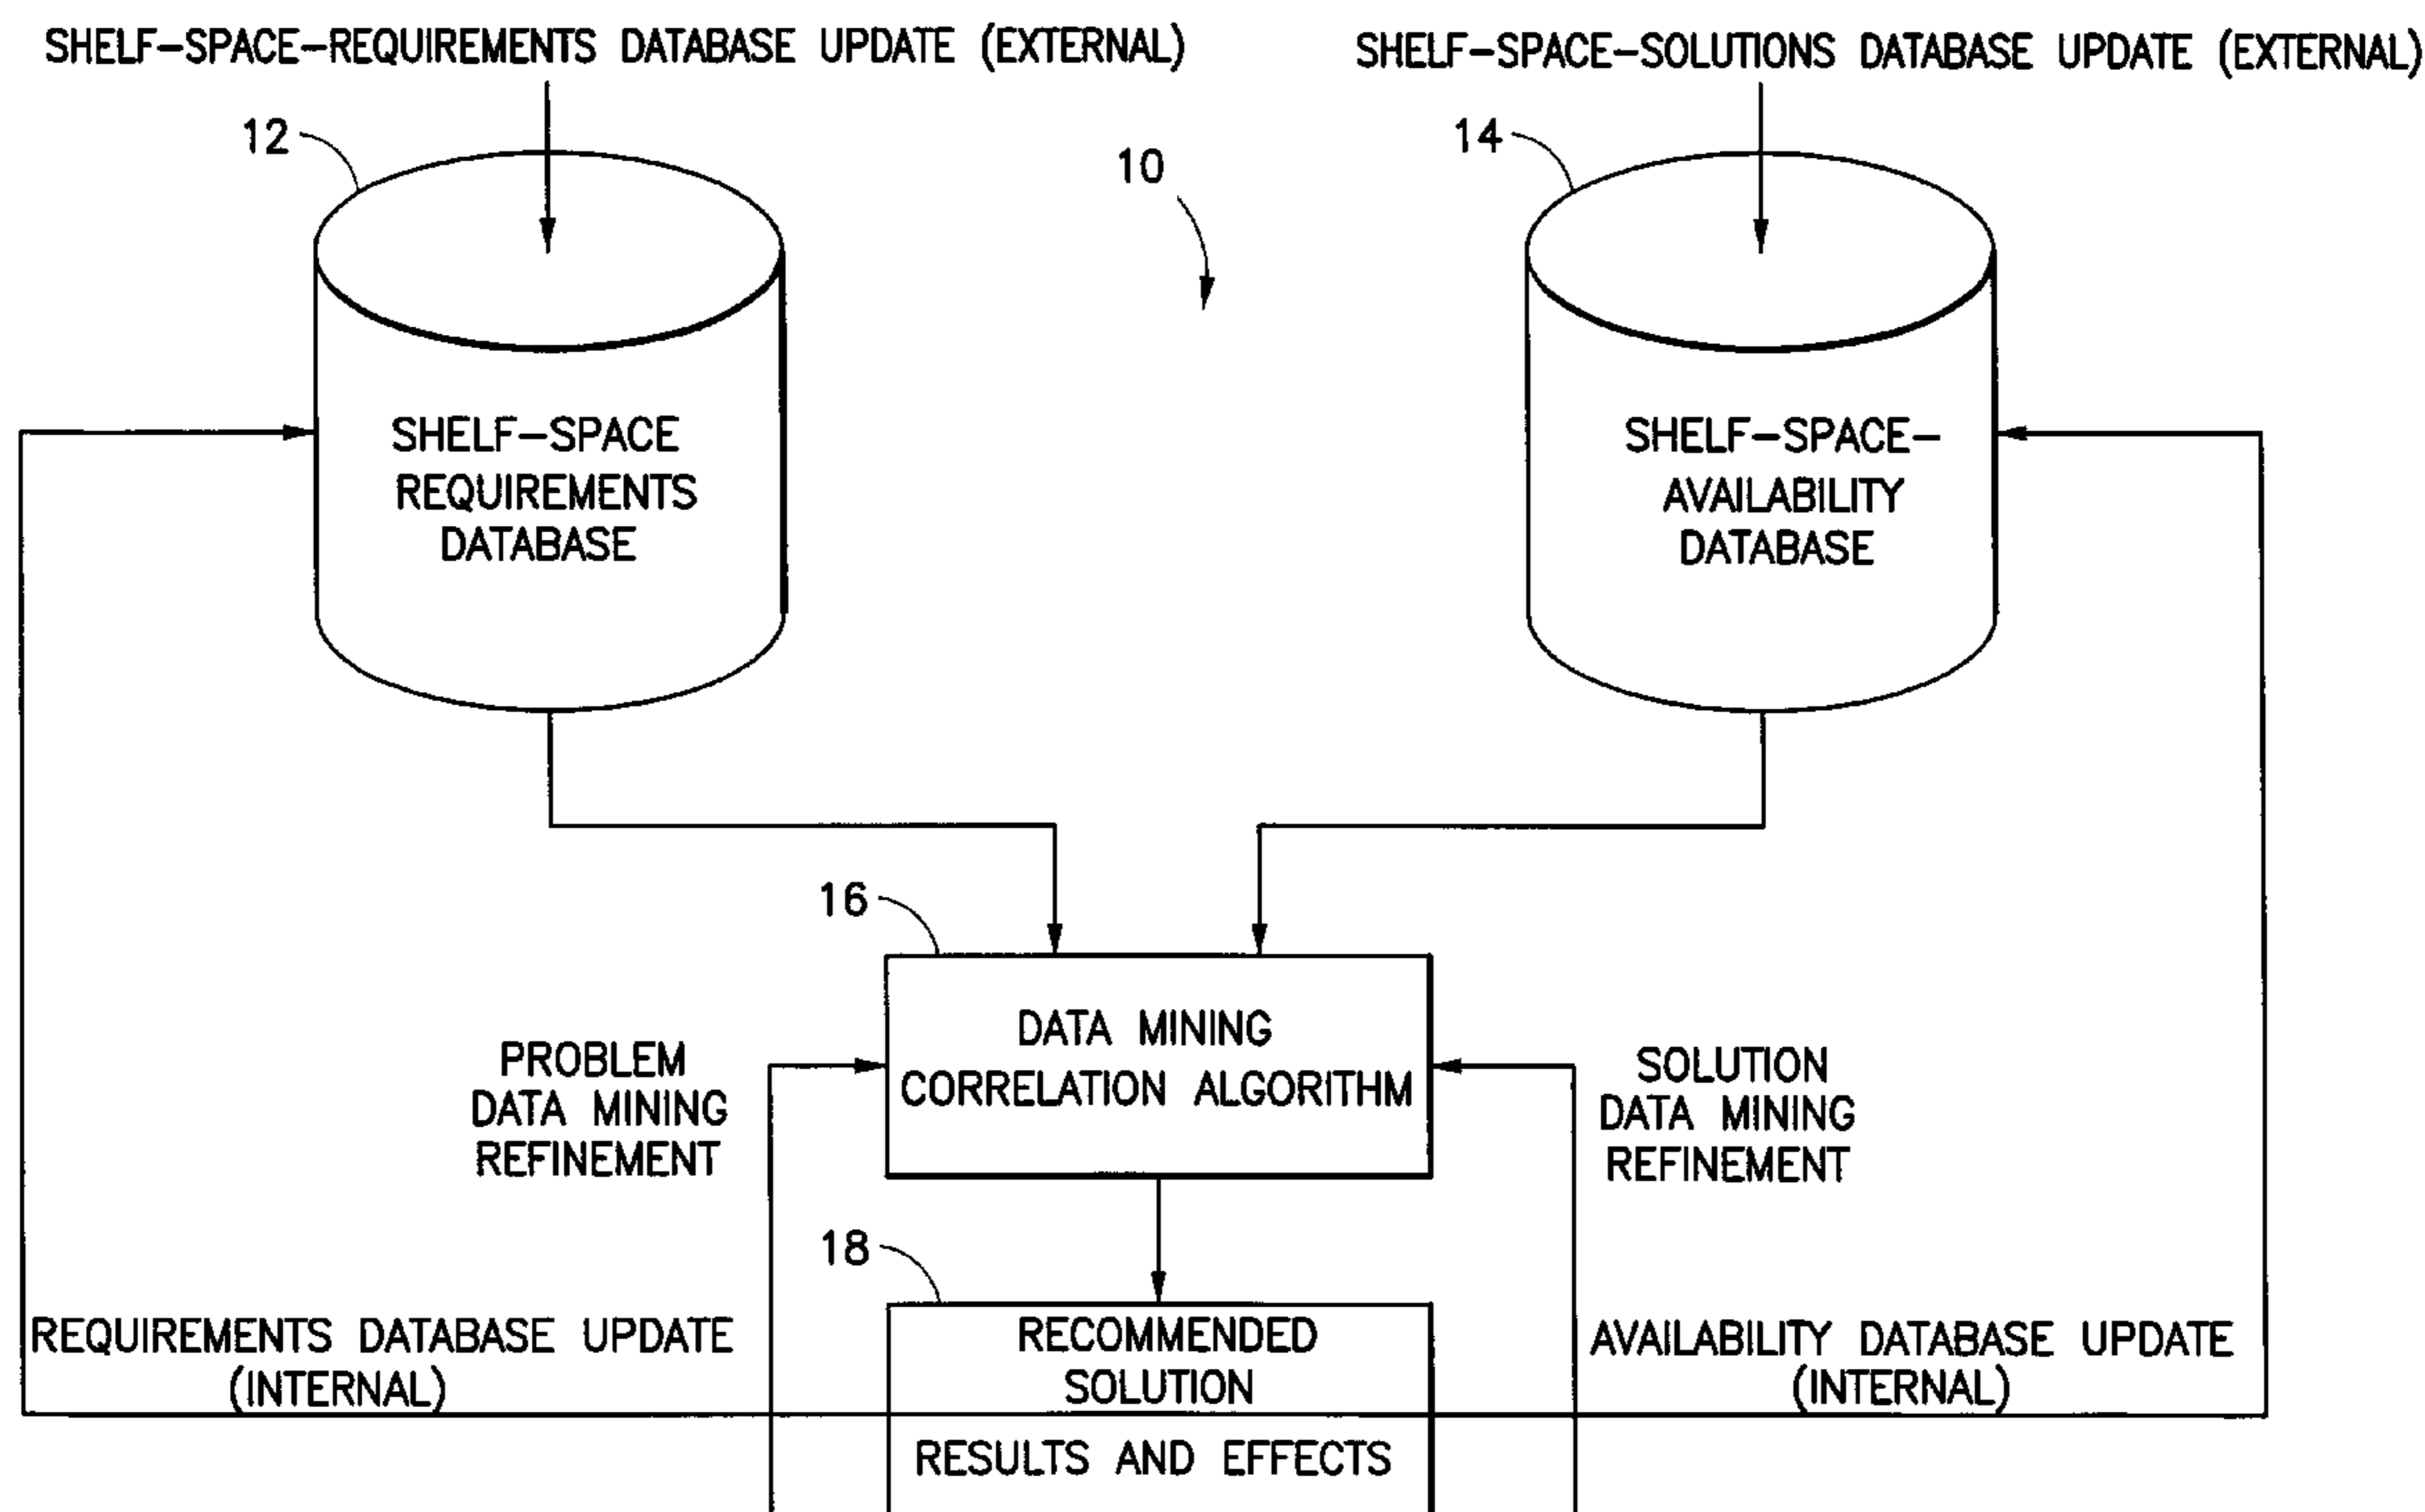 SHELF-SPACE-REQUIREMENTS DATABASE UPDATE (EXTERNAL)
SHELF-SPACE-SOLUTIONS DATABASE UPDATE (EXTERNAL)
12
10
14
SHELF-SPACE
REQUIREMENTS
DATABASE
SHELF-SPACE-
AVAILABILITY
DATABASE
16
DATA MINING
CORRELATION ALGORITHM
PROBLEM
DATA MINING
REFINEMENT
SOLUTION
DATA MINING
REFINEMENT
18
RECOMMENDED
SOLUTION
REQUIREMENTS DATABASE UPDATE
(INTERNAL)
AVAILABILITY DATABASE UPDATE
(INTERNAL)
RESULTS AND EFFECTS